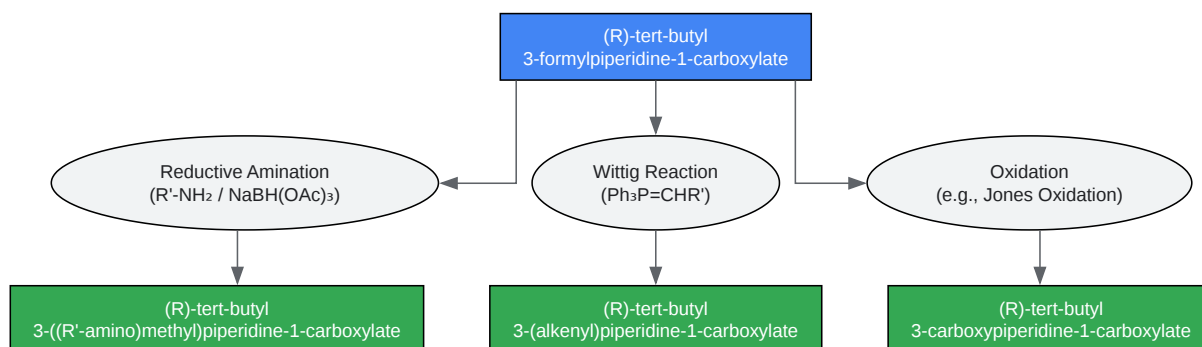 (R)-tert-butyl
3-formylpiperidine-1-carboxylate
Reductive Amination
(R'-NH₂ / NaBH(OAc)₃)
Wittig Reaction
(Ph₃P=CHR')
Oxidation
(e.g., Jones Oxidation)
(R)-tert-butyl
3-((R'-amino)methyl)piperidine-1-carboxylate
(R)-tert-butyl
3-(alkenyl)piperidine-1-carboxylate
(R)-tert-butyl
3-carboxypiperidine-1-carboxylate